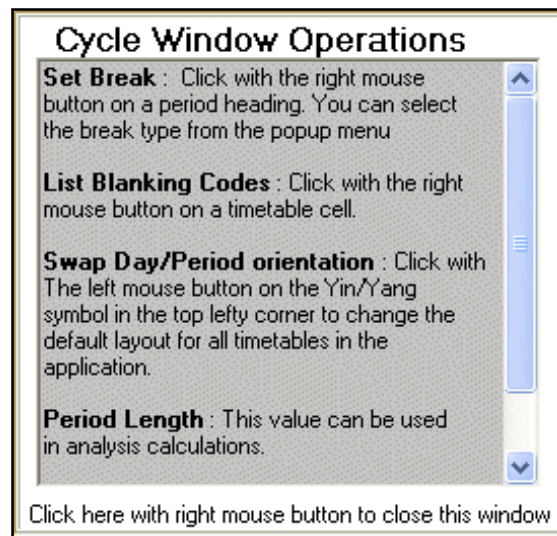 Cycle Window Operations
Set Break : Click with the right mouse
button on a period heading. You can select
the break type from the popup menu
List Blanking Codes : Click with the right
mouse button on a timetable cell.
Swap Day/Period orientation : Click with
The left mouse button on the Yin/Yang
symbol in the top lefty corner to change the
default layout for all timetables in the
application.
Period Length : This value can be used
in analysis calculations.
Click here with right mouse button to close this window